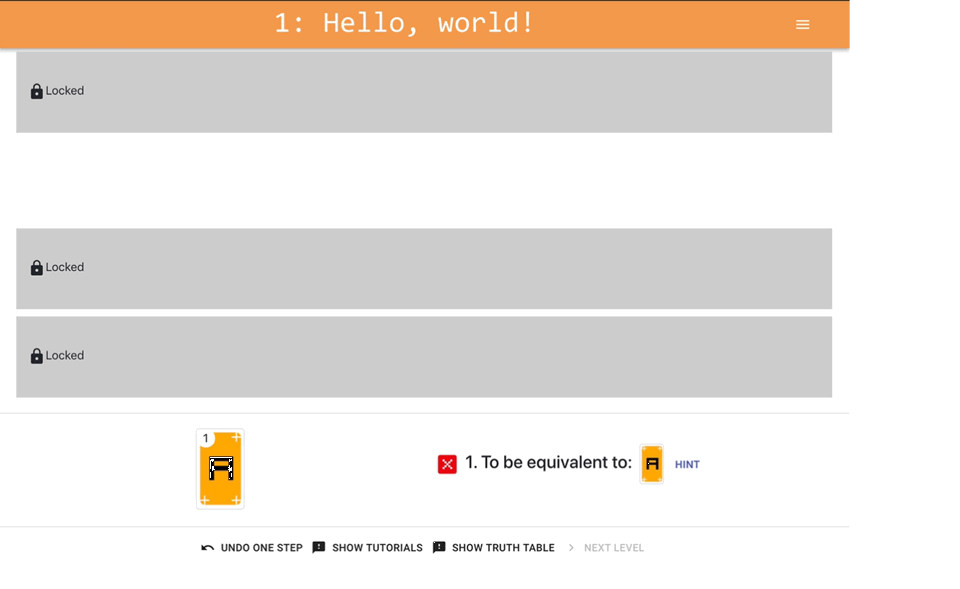 1: Hello, world!
Locked
Locked
Locked
1
A
1. To be equivalent to: A HINT
UNDO ONE STEP SHOW TUTORIALS SHOW TRUTH TABLE NEXT LEVEL